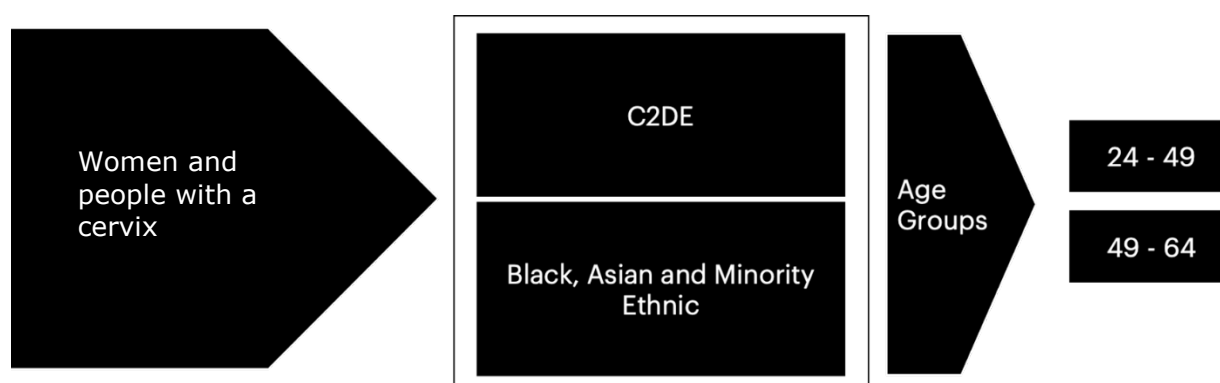 Women and
people with a
cervix
C2DE
Black, Asian and Minority
Ethnic
Age
Groups
24 - 49
49 - 64